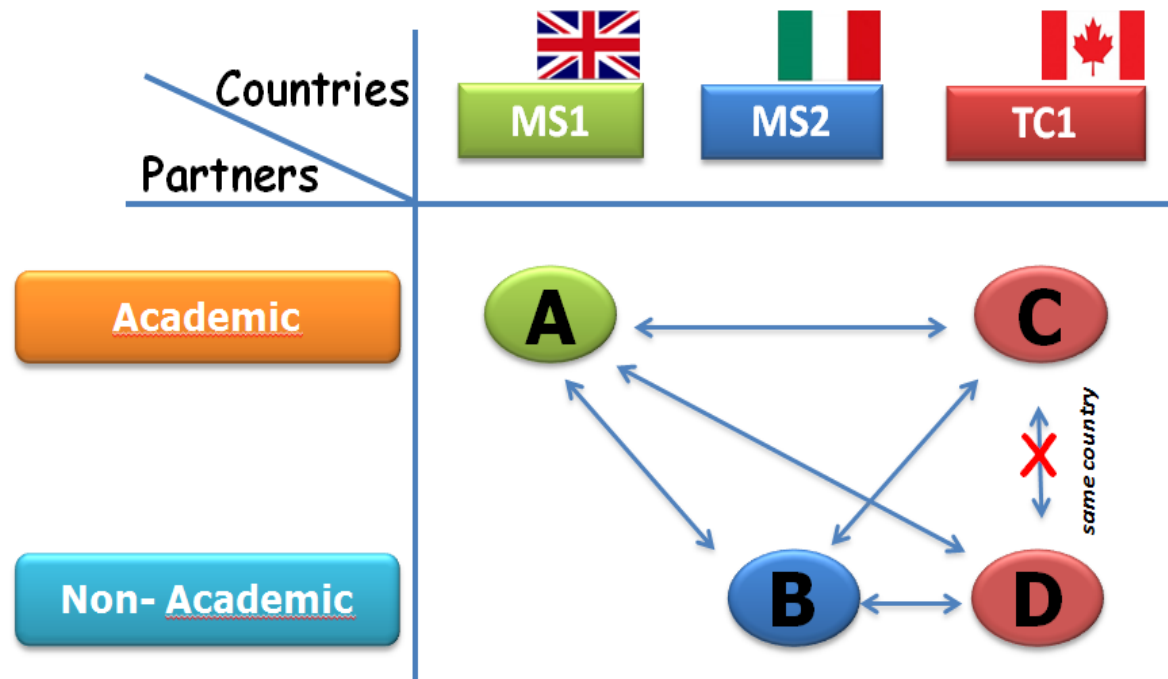 Countries
Partners
MS1
MS2
TC1
Academic
A
C
same country
Non- Academic
B
D